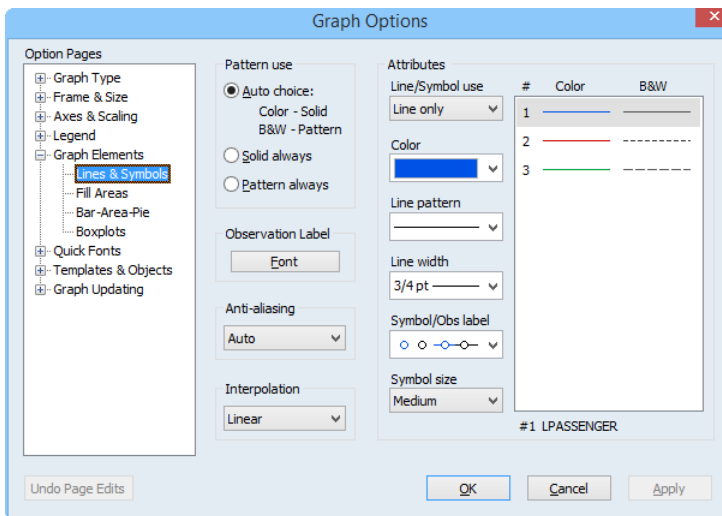 Graph Options
Option Pages
Graph Type
Frame & Size
Axes & Scaling
Legend
Graph Elements
Lines & Symbols
Fill Areas
Bar-Area-Pie
Boxplots
Quick Fonts
Templates & Objects
Graph Updating
Undo Page Edits
Pattern use
Auto choice:
Color - Solid
B&W - Pattern
Solid always
Pattern always
Observation Label
Font
Anti-aliasing
Auto
Interpolation
Linear
Attributes
Line/Symbol use
Line only
Color
Line pattern
Line width
3/4 pt
Symbol/Obs label
Symbol size
Medium
# Color B&W
1
2
3
#1 LPASSENGER
OK
Cancel
Apply